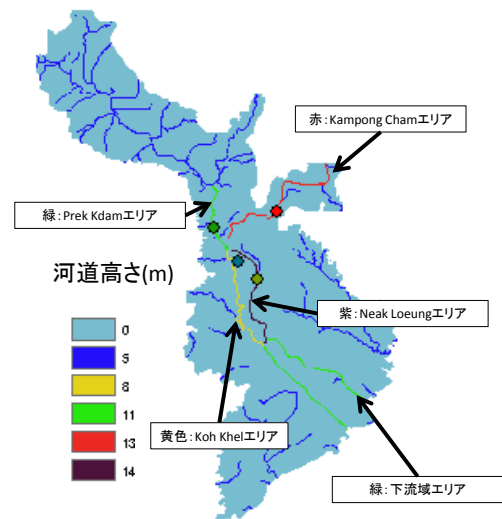 赤：Kampong Chamエリア
緑：Prek Kdamエリア
河道高さ(m)
紫：Neak Loeungエリア
0
5
8
11
13
14
黄色：Koh Khelエリア
緑：下流域エリア